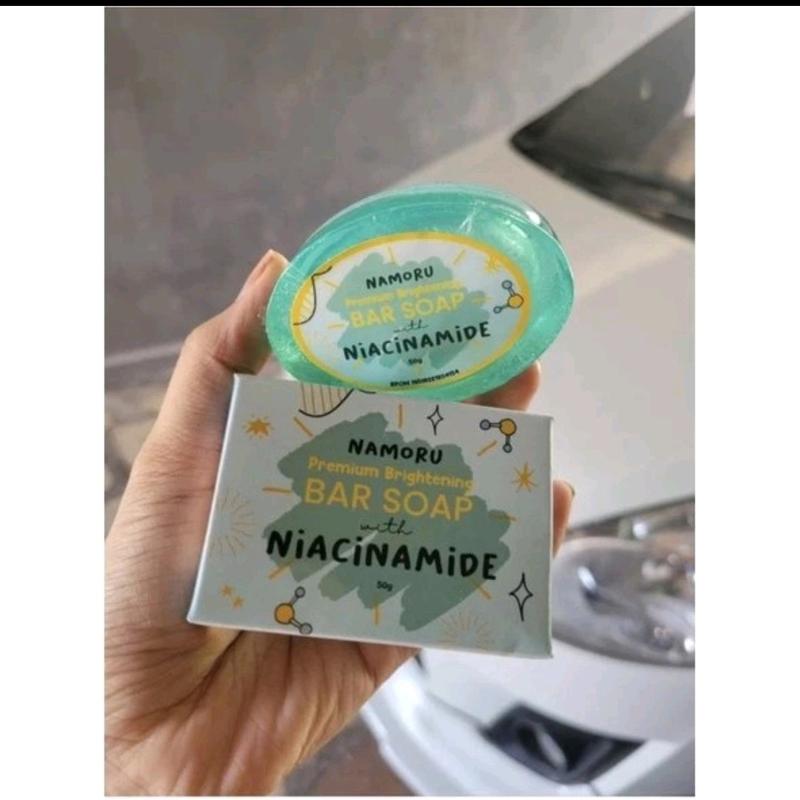 NAMORU
Premium Brightening
BAR SOAP
with
NiACiNAMiDE
50g
NAMORU
Premium Brightening
BAR SOAP
with
NiACiNAMiDE
50g